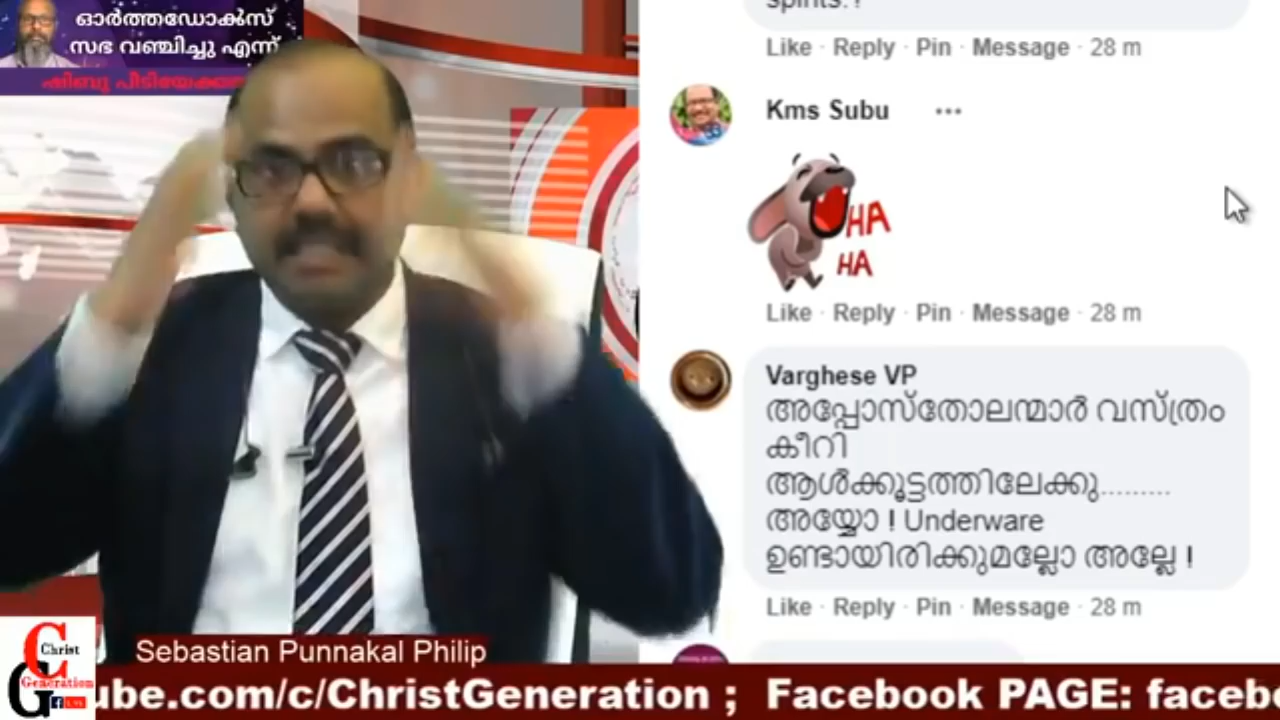 ഓർത്തഡോക്സ്
സഭ വഞ്ചിച്ചു എന്ന്
ഷിബു
spirits. !
Like · Reply · Pin · Message · 28 m
Kms Subu ...
HA
HA
Like · Reply · Pin · Message · 28 m
Varghese VP
അപ്പോസ്തോലന്മാർ വസ്ത്രം
കീറി
ആൾക്കൂട്ടത്തിലേക്കു.........
അയ്യോ ! Underware
ഉണ്ടായിരിക്കുമല്ലോ അല്ലേ !
Like · Reply · Pin · Message · 28 m
Sebastian Punnakal Philip
C Christ
G Generation
ube.com/c/ChristGeneration ; Facebook PAGE: facebo